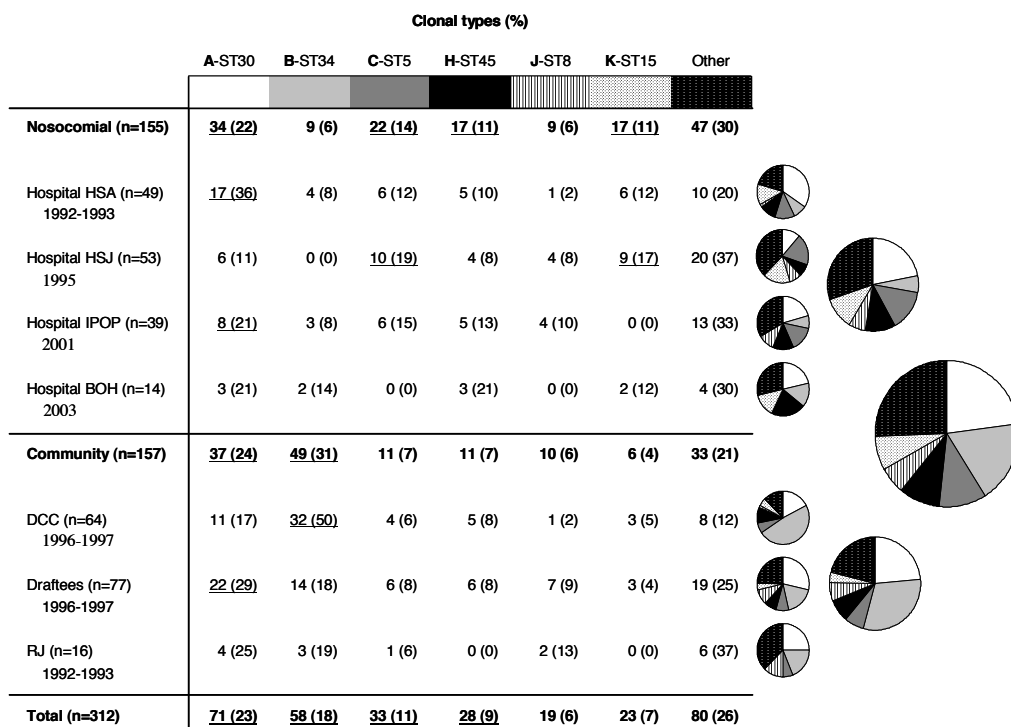 Clonal types (%)
A-ST30 B-ST34 C-ST5 H-ST45 J-ST8 K-ST15 Other
Nosocomial (n=155) 34 (22) 9 (6) 22 (14) 17 (11) 9 (6) 17 (11) 47 (30)
Hospital HSA (n=49) 17 (36) 4 (8) 6 (12) 5 (10) 1 (2) 6 (12) 10 (20)
1992-1993
Hospital HSJ (n=53) 6 (11) 0 (0) 10 (19) 4 (8) 4 (8) 9 (17) 20 (37)
1995
Hospital IPOP (n=39) 8 (21) 3 (8) 6 (15) 5 (13) 4 (10) 0 (0) 13 (33)
2001
Hospital BOH (n=14) 3 (21) 2 (14) 0 (0) 3 (21) 0 (0) 2 (12) 4 (30)
2003
Community (n=157) 37 (24) 49 (31) 11 (7) 11 (7) 10 (6) 6 (4) 33 (21)
DCC (n=64) 11 (17) 32 (50) 4 (6) 5 (8) 1 (2) 3 (5) 8 (12)
1996-1997
Draftees (n=77) 22 (29) 14 (18) 6 (8) 6 (8) 7 (9) 3 (4) 19 (25)
1996-1997
RJ (n=16) 4 (25) 3 (19) 1 (6) 0 (0) 2 (13) 0 (0) 6 (37)
1992-1993
Total (n=312) 71 (23) 58 (18) 33 (11) 28 (9) 19 (6) 23 (7) 80 (26)